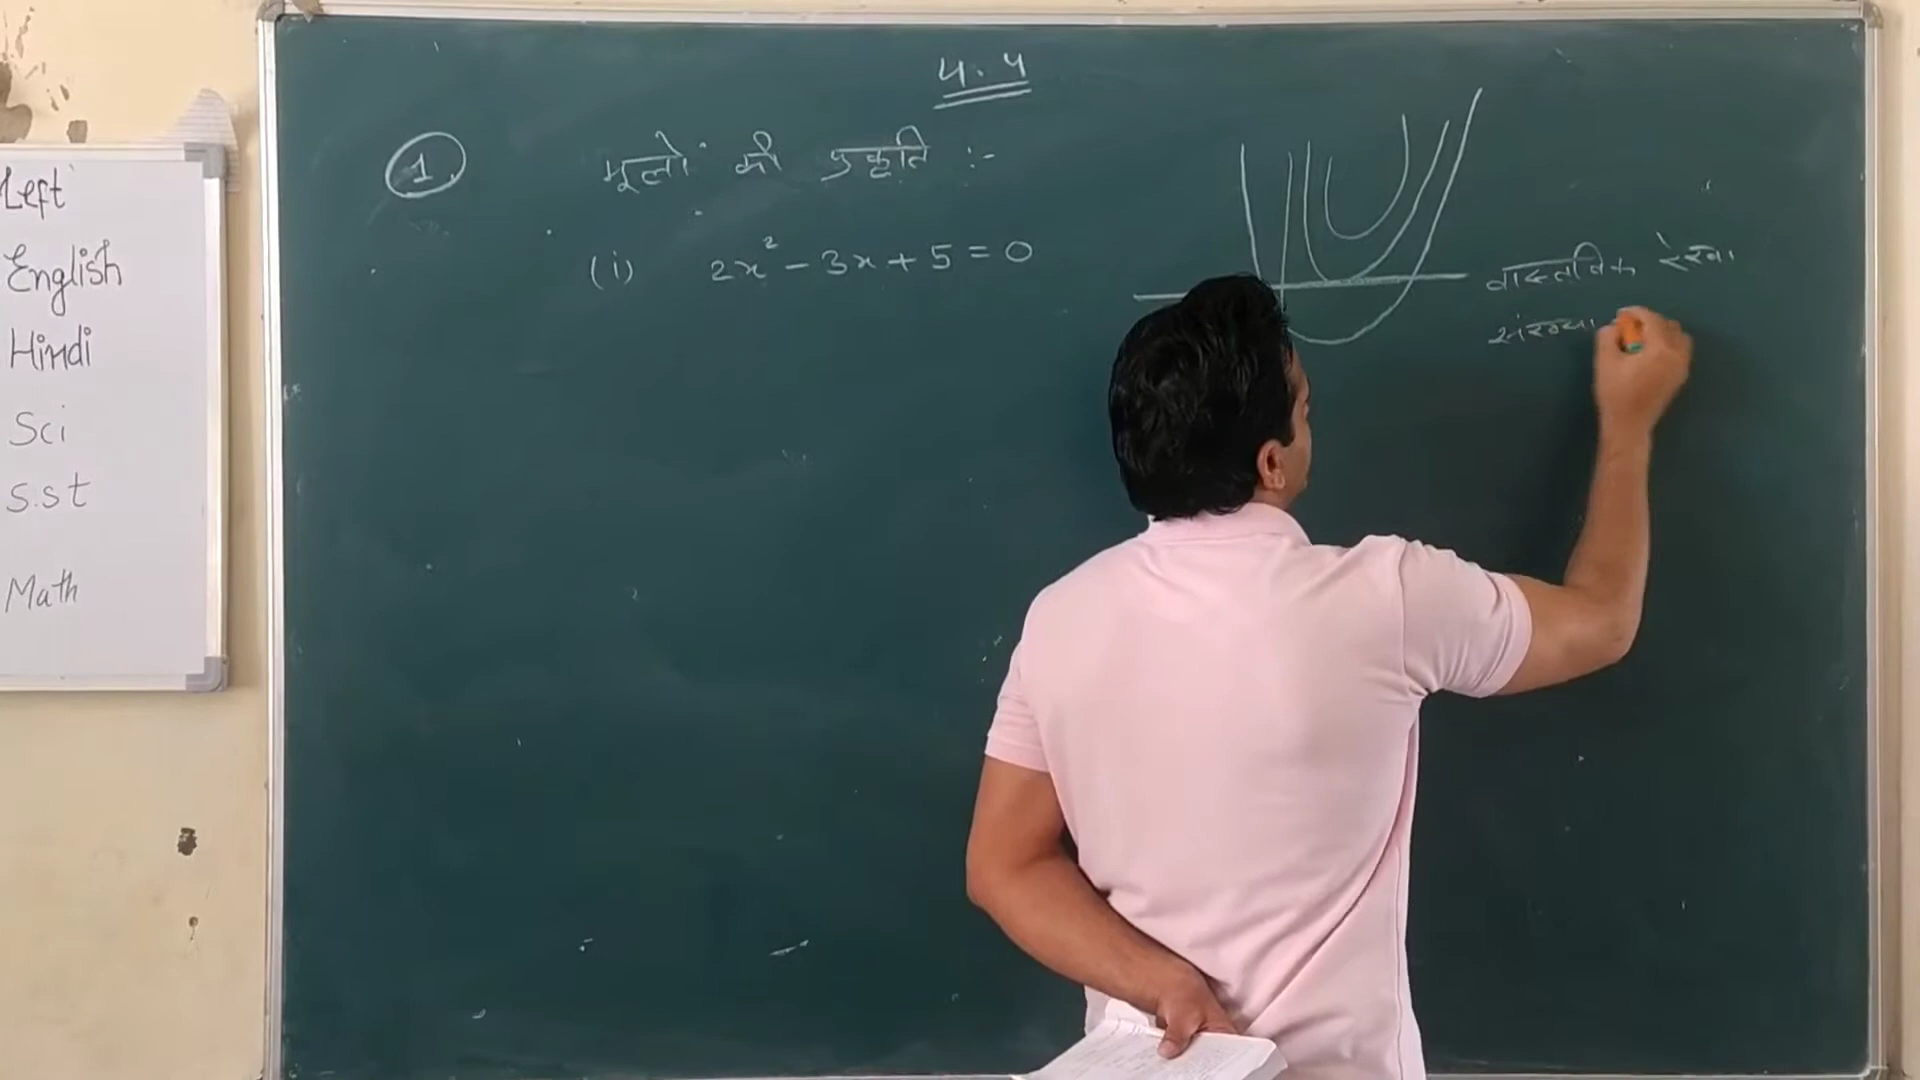 Left
English
Hindi
Sci
S.St
Math
4.4
1 मूलों की प्रकृति :-
(i) 2x² - 3x + 5 = 0
वास्तविक रेखा
संख्या